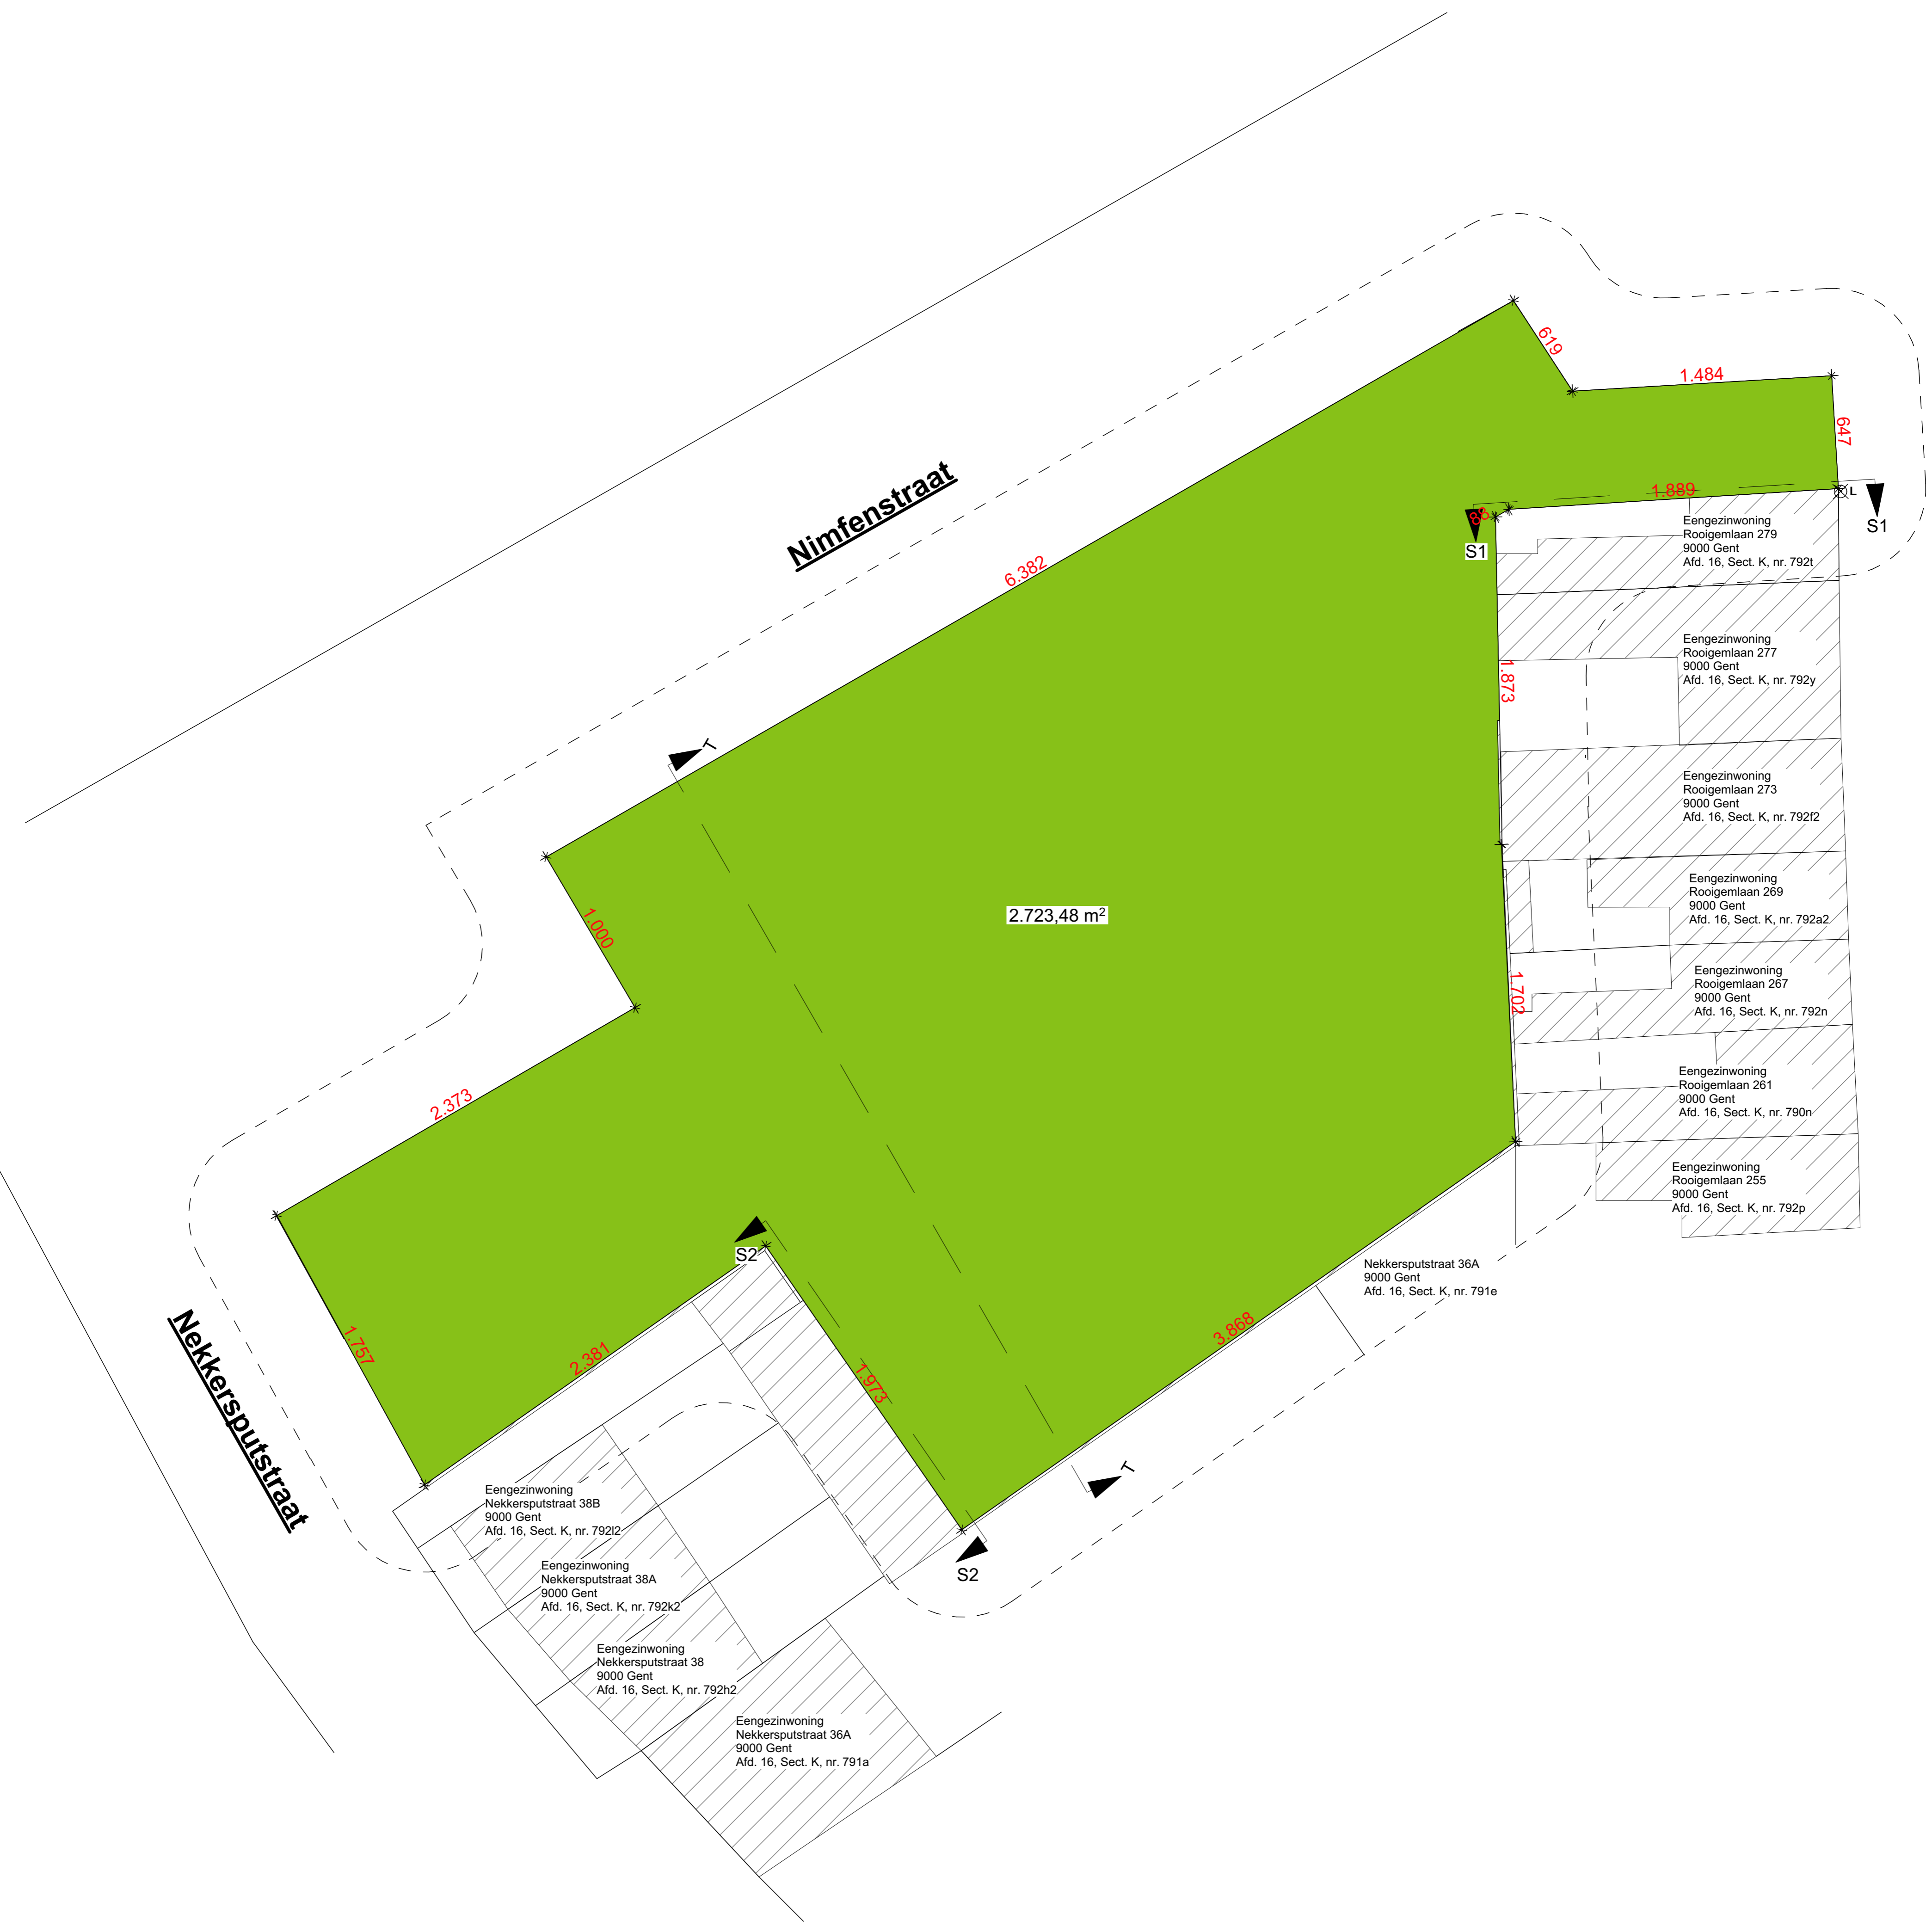 Nimfenstraat
Nekkersputstraat
619
1.484
647
L
1.889
88
S1
S1
6.382
1.873
T
1.000
2.723,48 m²
1.702
2.373
S2
1.757
2.381
1.973
3.868
T
S2
Eengezinwoning
Rooigemlaan 279
9000 Gent
Afd. 16, Sect. K, nr. 792t
Eengezinwoning
Rooigemlaan 277
9000 Gent
Afd. 16, Sect. K, nr. 792y
Eengezinwoning
Rooigemlaan 273
9000 Gent
Afd. 16, Sect. K, nr. 792f2
Eengezinwoning
Rooigemlaan 269
9000 Gent
Afd. 16, Sect. K, nr. 792a2
Eengezinwoning
Rooigemlaan 267
9000 Gent
Afd. 16, Sect. K, nr. 792n
Eengezinwoning
Rooigemlaan 261
9000 Gent
Afd. 16, Sect. K, nr. 790n
Eengezinwoning
Rooigemlaan 255
9000 Gent
Afd. 16, Sect. K, nr. 792p
Nekkersputstraat 36A
9000 Gent
Afd. 16, Sect. K, nr. 791e
Eengezinwoning
Nekkersputstraat 38B
9000 Gent
Afd. 16, Sect. K, nr. 792l2
Eengezinwoning
Nekkersputstraat 38A
9000 Gent
Afd. 16, Sect. K, nr. 792k2
Eengezinwoning
Nekkersputstraat 38
9000 Gent
Afd. 16, Sect. K, nr. 792h2
Eengezinwoning
Nekkersputstraat 36A
9000 Gent
Afd. 16, Sect. K, nr. 791a